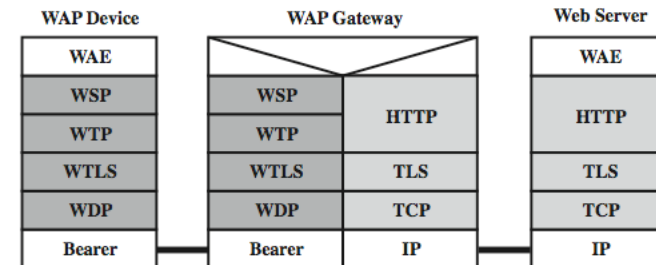 WAP Device WAP Gateway Web Server
WAE WAE
WSP WSP HTTP HTTP
WTP WTP
WTLS WTLS TLS TLS
WDP WDP TCP TCP
Bearer Bearer IP IP